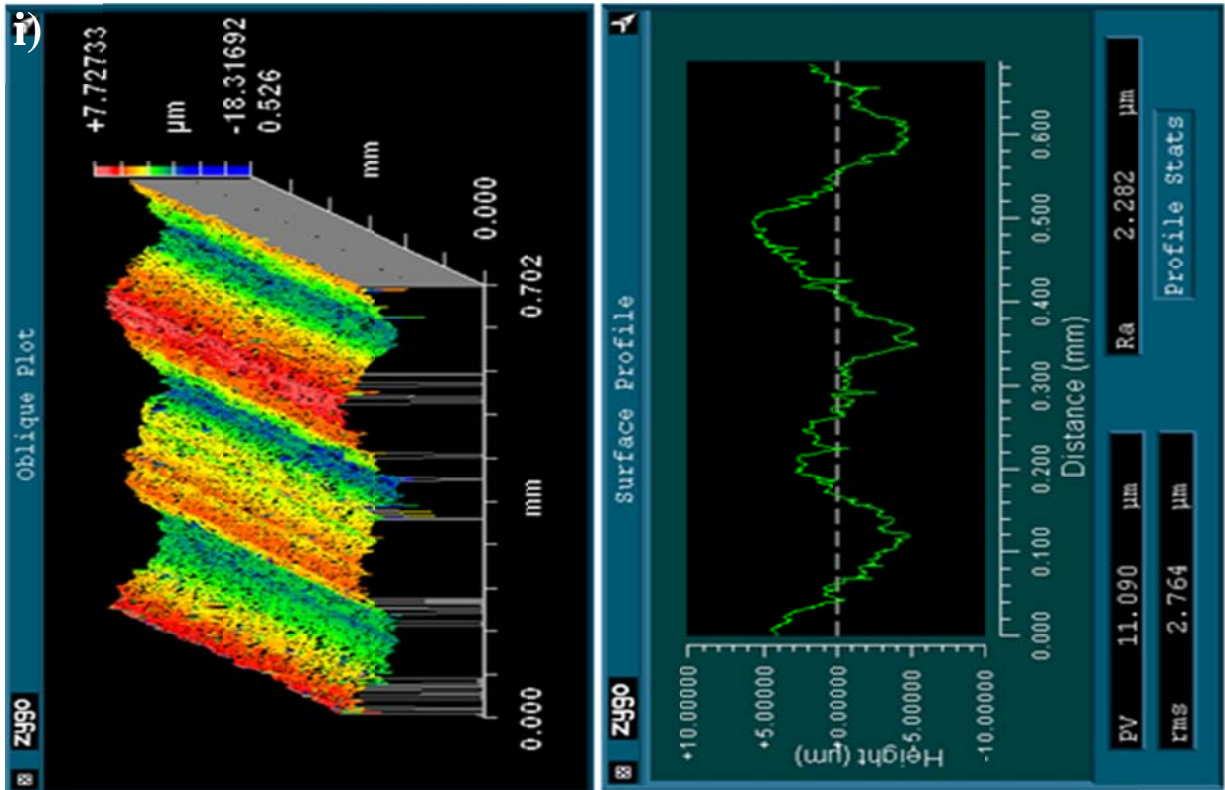 i)
zygo
Oblique Plot
+7.72733
µm
-18.31692
0.526
mm
0.000
0.702
mm
0.000
zygo
Surface Profile
+10.00000
+5.00000
+0.00000
+5.00000
-10.00000
Height (µm)
0.000
0.100
0.200
0.300
0.400
0.500
0.600
Distance (mm)
PV 11.090 µm
Ra 2.282 µm
rms 2.764 µm
Profile Stats